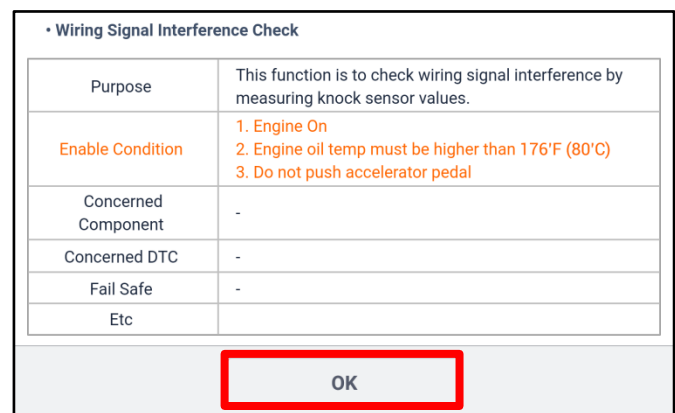 • Wiring Signal Interference Check
Purpose
This function is to check wiring signal interference by
measuring knock sensor values.
Enable Condition
1. Engine On
2. Engine oil temp must be higher than 176'F (80'C)
3. Do not push accelerator pedal
Concerned
Component
-
Concerned DTC
-
Fail Safe
-
Etc
OK